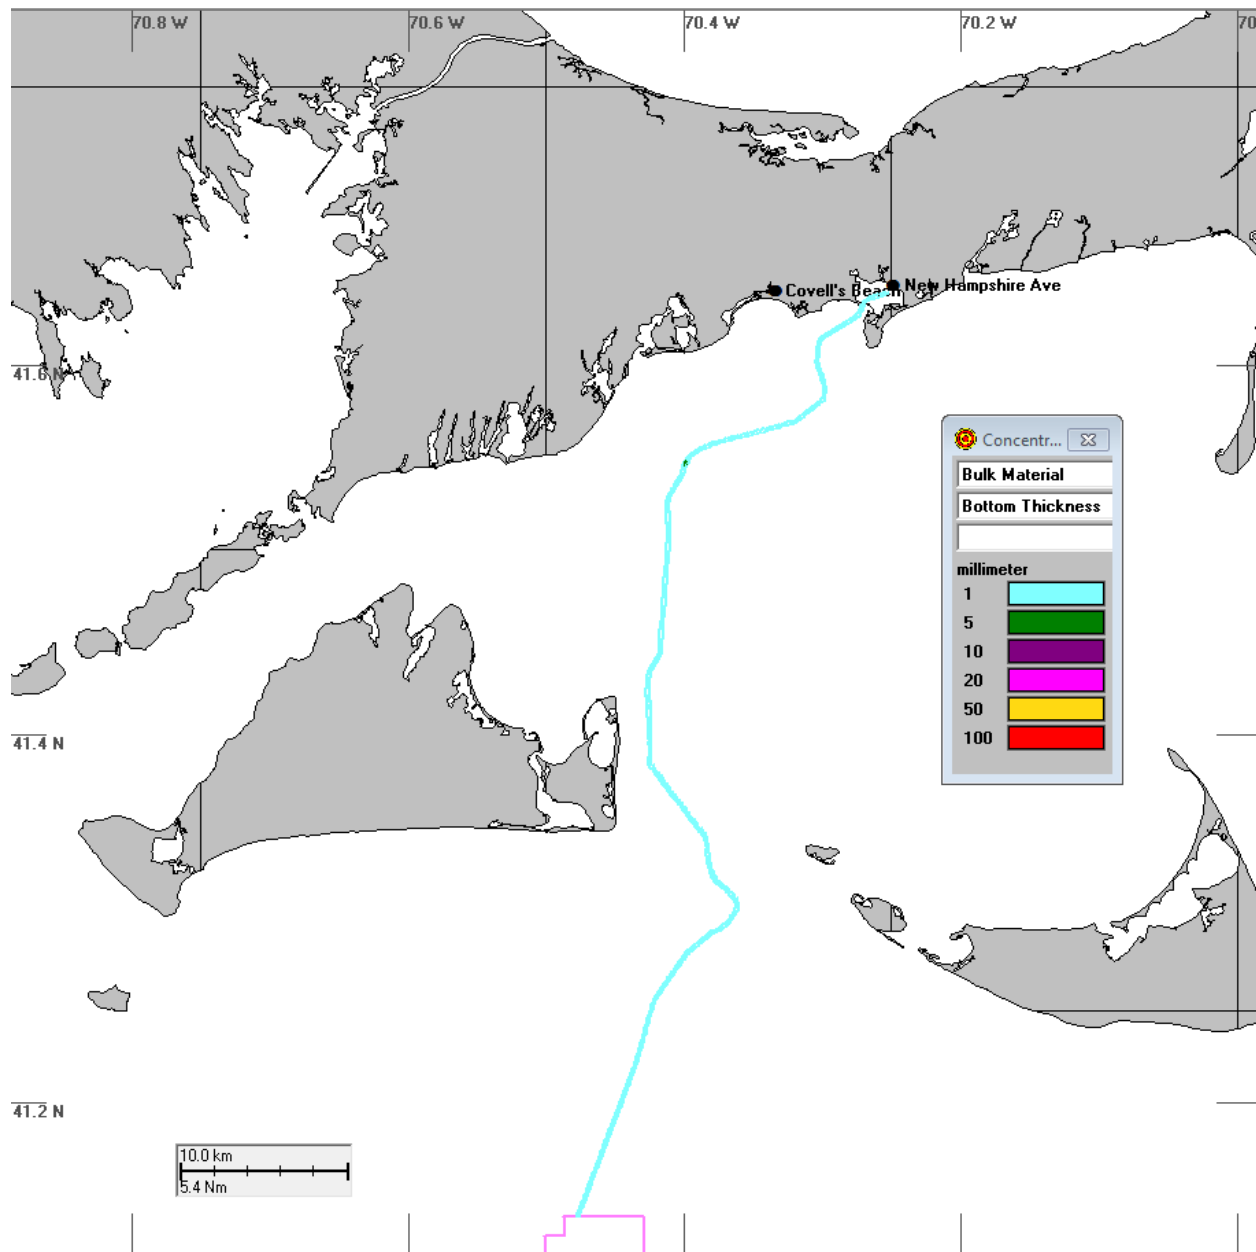 70.8 W
70.6 W
70.4 W
70.2 W
70
Covell's Beach
New Hampshire Ave
41.6 N
Concentr...
Bulk Material
Bottom Thickness
millimeter
1
5
10
20
50
100
41.4 N
41.2 N
10.0 km
5.4 Nm